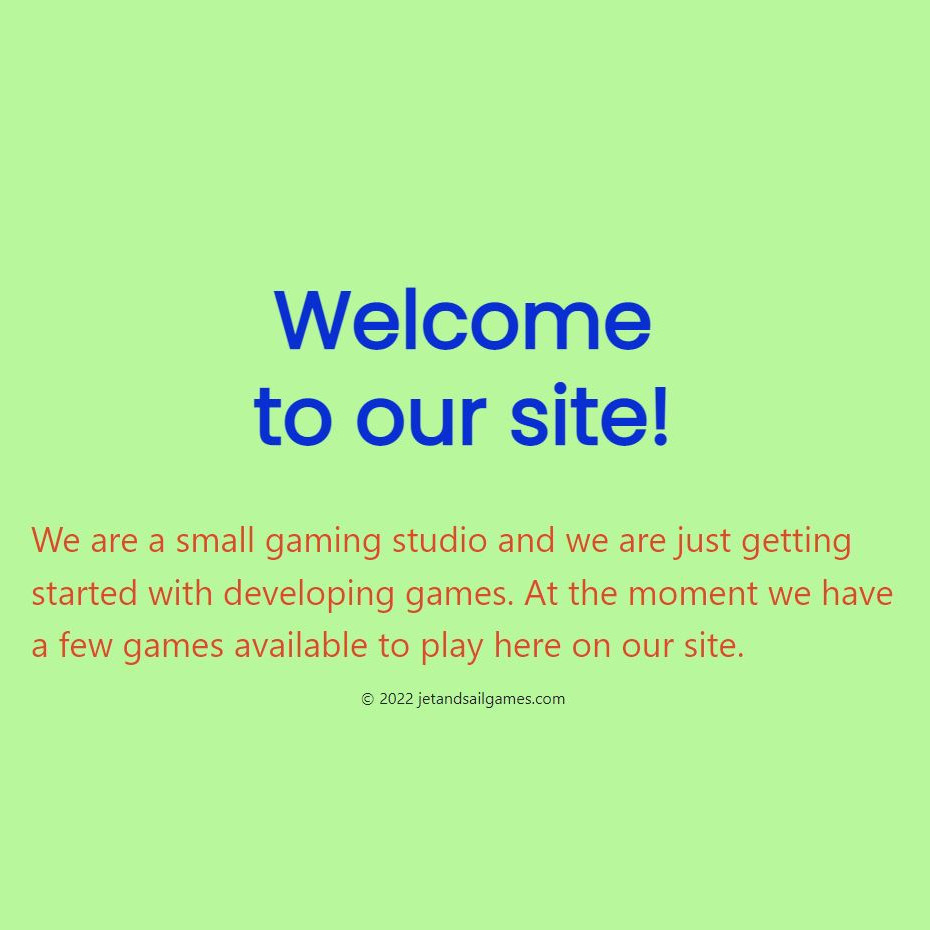 Welcome
to our site!
We are a small gaming studio and we are just getting
started with developing games. At the moment we have
a few games available to play here on our site.
© 2022 jetandsailgames.com